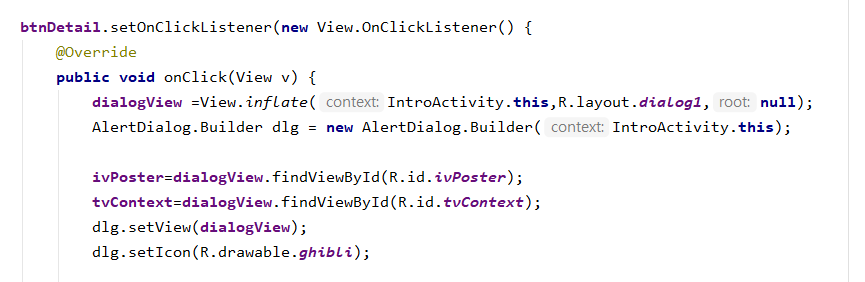 btnDetail.setOnClickListener(new View.OnClickListener() {
@Override
public void onClick(View v) {
dialogView =View.inflate( context: IntroActivity.this,R.layout.dialog1, root: null);
AlertDialog.Builder dlg = new AlertDialog.Builder( context: IntroActivity.this);
ivPoster=dialogView.findViewById(R.id.ivPoster);
tvContext=dialogView.findViewById(R.id.tvContext);
dlg.setView(dialogView);
dlg.setIcon(R.drawable.ghibli);